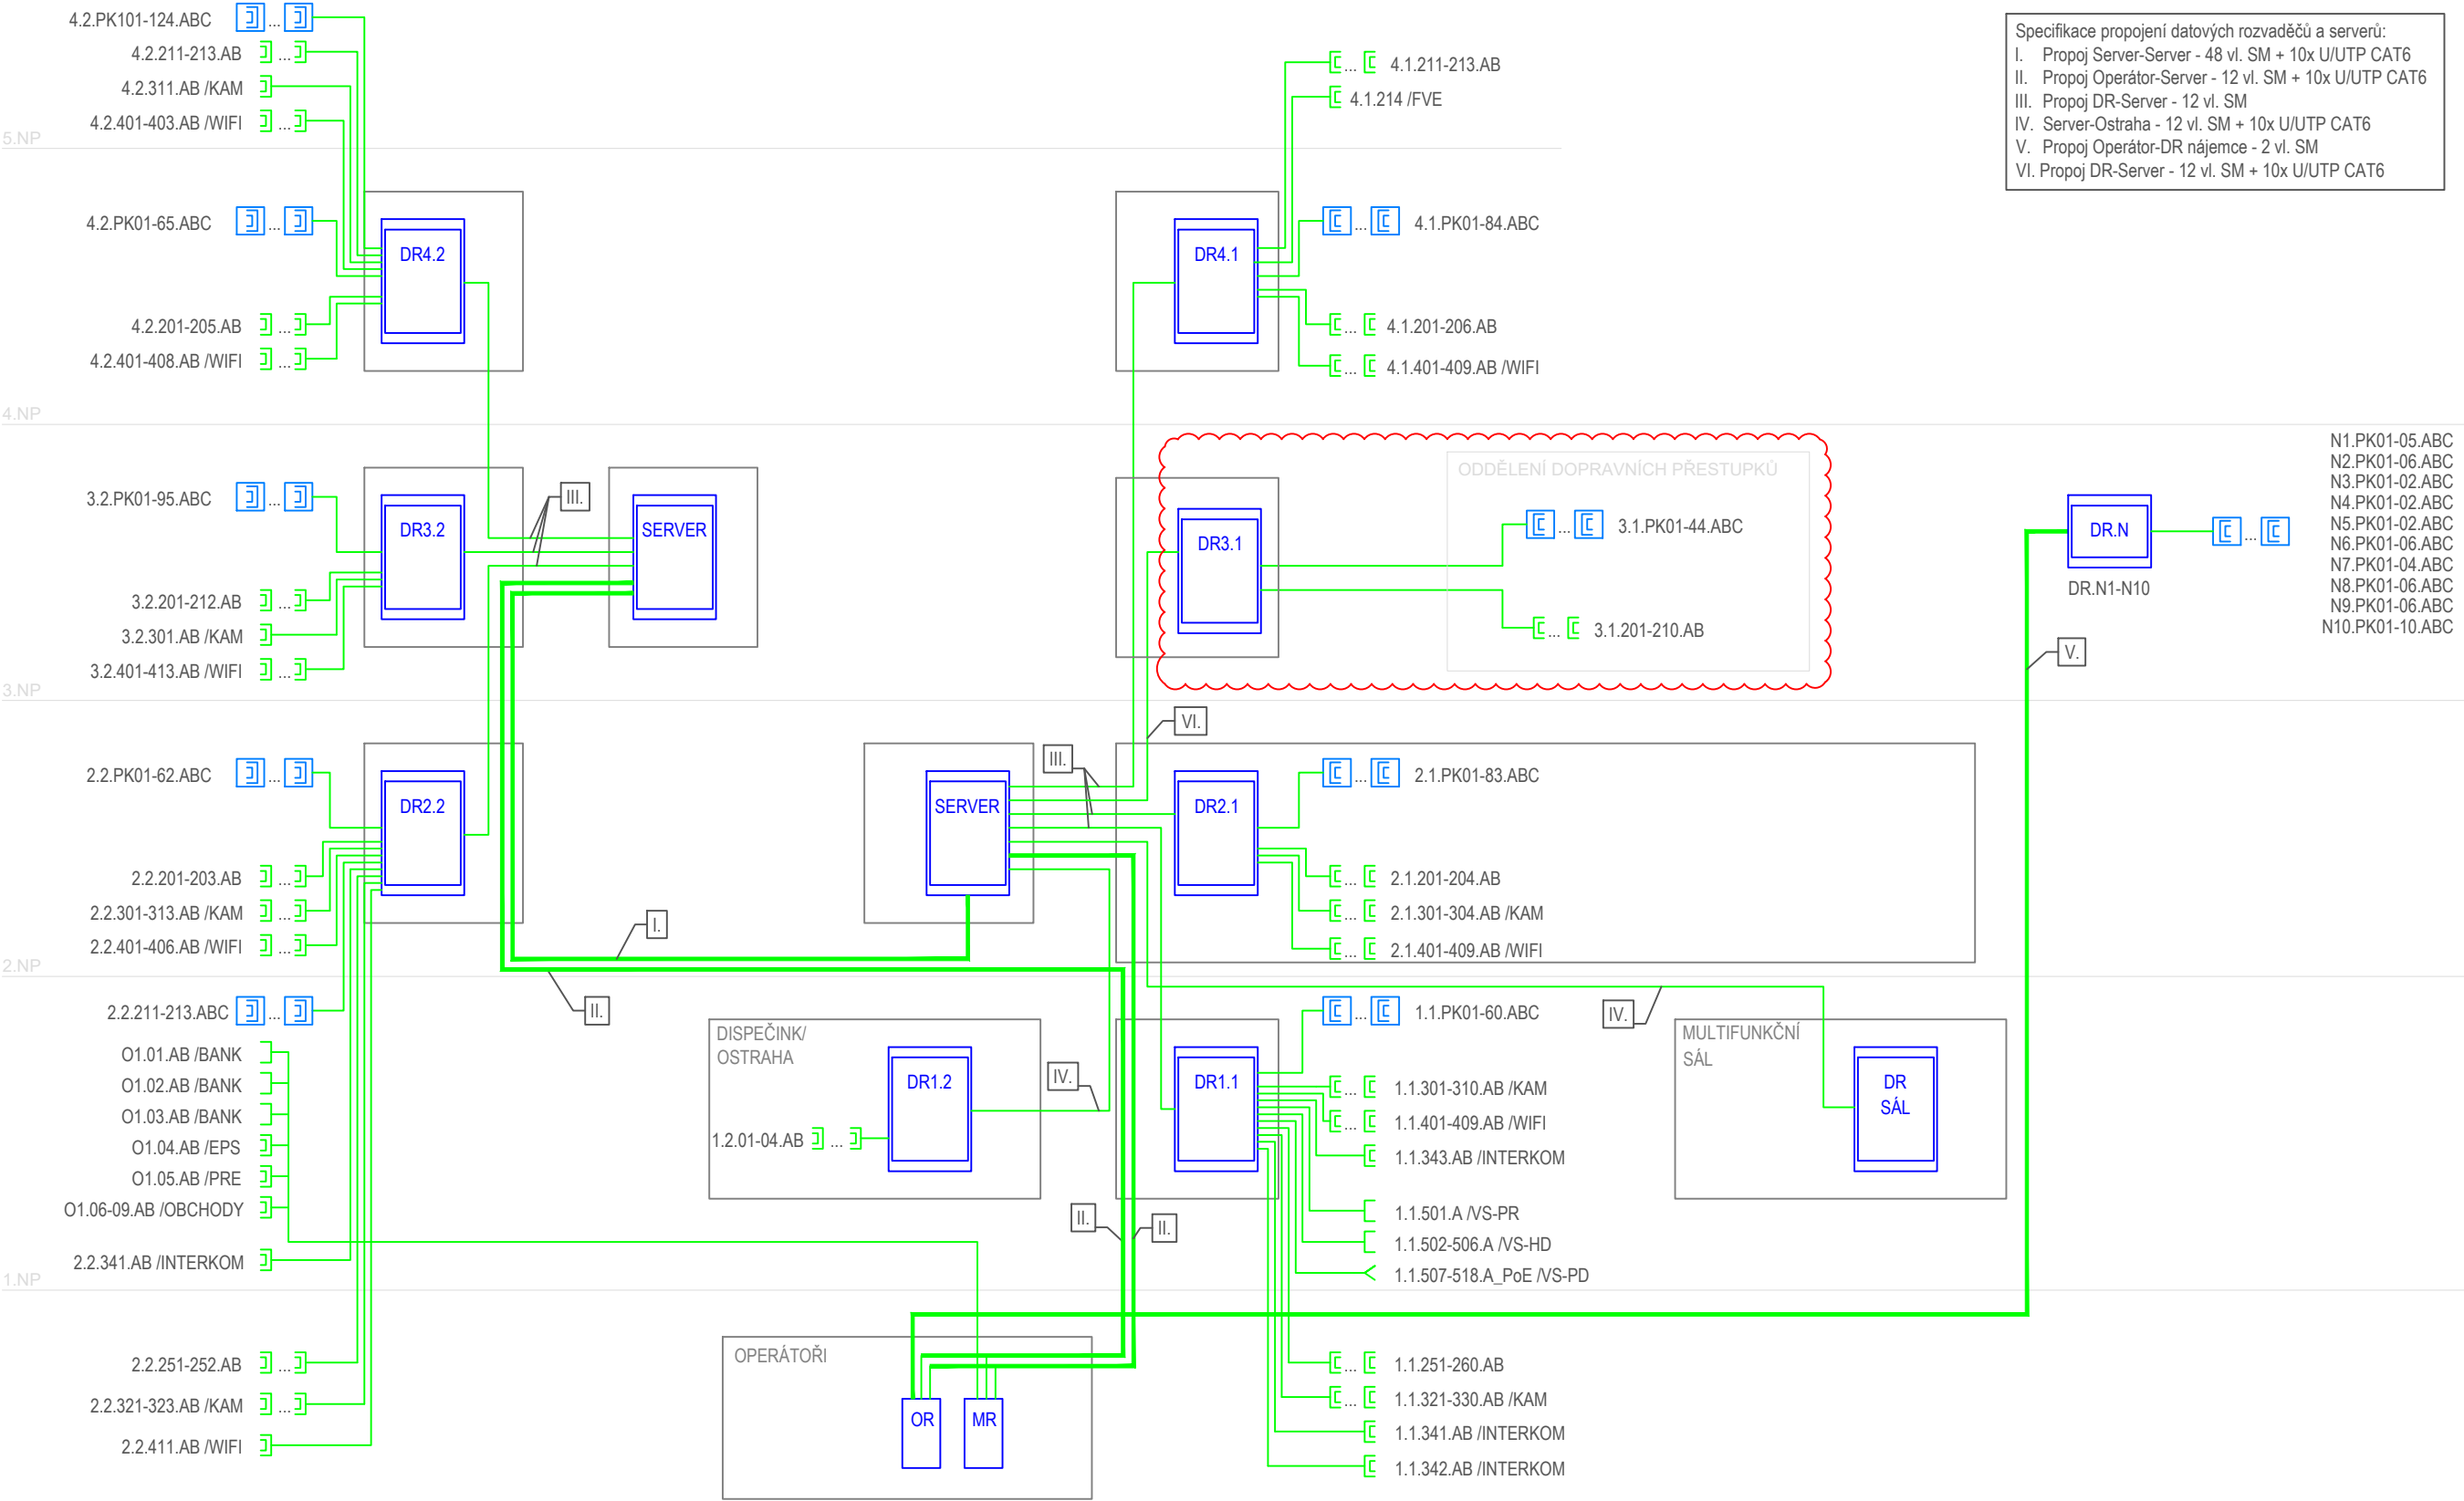 4.2.PK101-124.ABC
4.2.211-213.AB
4.2.311.AB /KAM
4.2.401-403.AB /WIFI
4.1.211-213.AB
4.1.214 /FVE
Specifikace propojení datových rozvaděčů a serverů:
I. Propoj Server-Server - 48 vl. SM + 10x U/UTP CAT6
II. Propoj Operátor-Server - 12 vl. SM + 10x U/UTP CAT6
III. Propoj DR-Server - 12 vl. SM
IV. Server-Ostraha - 12 vl. SM + 10x U/UTP CAT6
V. Propoj Operátor-DR nájemce - 2 vl. SM
VI. Propoj DR-Server - 12 vl. SM + 10x U/UTP CAT6
5.NP
4.2.PK01-65.ABC
... 
DR4.2
4.2.201-205.AB
4.2.401-408.AB /WIFI
DR4.1
4.1.PK01-84.ABC
4.1.201-206.AB
4.1.401-409.AB /WIFI
4.NP
3.2.PK01-95.ABC
DR3.2
III.
SERVER
3.2.201-212.AB
3.2.301.AB /KAM
3.2.401-413.AB /WIFI
ODDĚLENÍ DOPRAVNÍCH PŘESTUPKŮ
DR3.1
3.1.PK01-44.ABC
3.1.201-210.AB
DR.N
DR.N1-N10
N1.PK01-05.ABC
N2.PK01-06.ABC
N3.PK01-02.ABC
N4.PK01-02.ABC
N5.PK01-02.ABC
N6.PK01-06.ABC
N7.PK01-04.ABC
N8.PK01-06.ABC
N9.PK01-06.ABC
N10.PK01-10.ABC
V.
3.NP
VI.
III.
2.2.PK01-62.ABC
DR2.2
2.2.201-203.AB
2.2.301-313.AB /KAM
2.2.401-406.AB /WIFI
SERVER
DR2.1
2.1.PK01-83.ABC
2.1.201-204.AB
2.1.301-304.AB /KAM
2.1.401-409.AB /WIFI
I.
2.NP
II.
2.2.211-213.ABC
O1.01.AB /BANK
O1.02.AB /BANK
O1.03.AB /BANK
O1.04.AB /EPS
O1.05.AB /PRE
O1.06-09.AB /OBCHODY
2.2.341.AB /INTERKOM
DISPEČINK/
OSTRAHA
DR1.2
1.2.01-04.AB
IV.
DR1.1
1.1.PK01-60.ABC
1.1.301-310.AB /KAM
1.1.401-409.AB /WIFI
1.1.343.AB /INTERKOM
1.1.501.A /VS-PR
1.1.502-506.A /VS-HD
1.1.507-518.A_PoE /VS-PD
IV.
MULTIFUNKČNÍ
SÁL
DR
SÁL
II.
II.
1.NP
2.2.251-252.AB
2.2.321-323.AB /KAM
2.2.411.AB /WIFI
OPERÁTOŘI
OR
MR
1.1.251-260.AB
1.1.321-330.AB /KAM
1.1.341.AB /INTERKOM
1.1.342.AB /INTERKOM